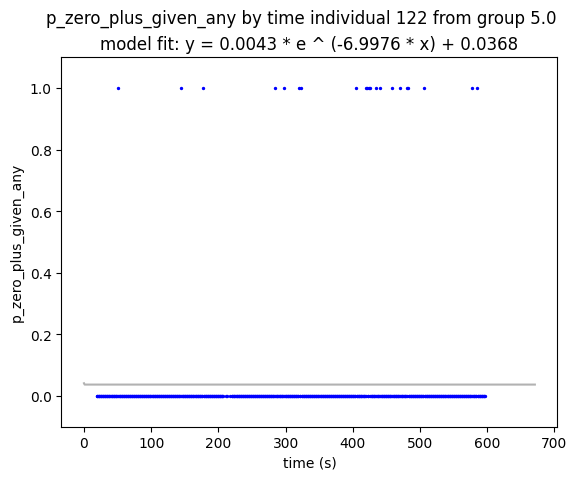 p_zero_plus_given_any by time individual 122 from group 5.0
model fit: y = 0.0043 * e ^ (-6.9976 * x) + 0.0368
1.0
0.8
0.6
0.4
0.2
0.0
p_zero_plus_given_any
0 100 200 300 400 500 600 700
time (s)